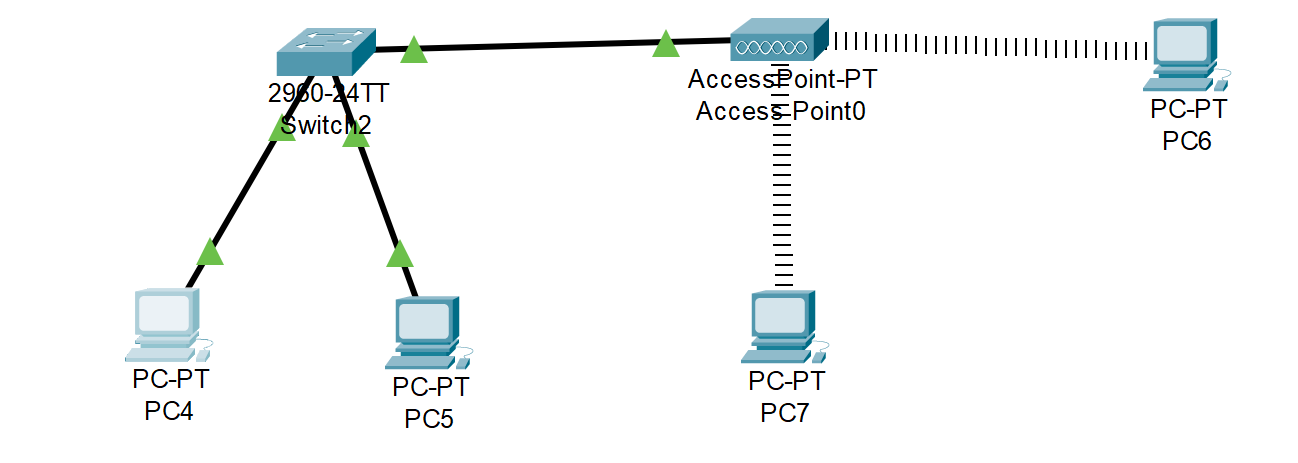 2960-24TT
Switch2
AccessPoint-PT
Access Point0
PC-PT
PC6
PC-PT
PC4
PC-PT
PC5
PC-PT
PC7